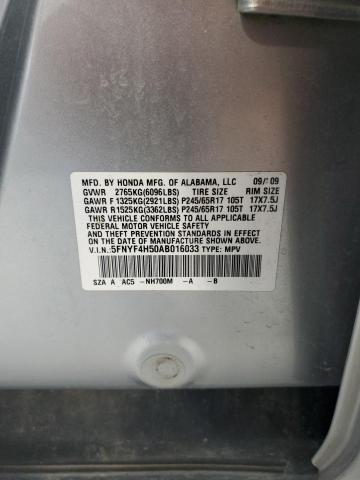 MFD. BY HONDA MFG. OF ALABAMA, LLC 09/'09
GVWR 2765KG(6096LBS) TIRE SIZE RIM SIZE
GAWR F 1325KG(2921LBS) P245/65R17 105T 17X7.5J
GAWR R 1525KG(3362LBS) P245/65R17 105T 17X7.5J
THIS VEHICLE CONFORMS TO ALL APPLICABLE
FEDERAL MOTOR VEHICLE SAFETY
AND THEFT PREVENTION STANDARDS IN EFFECT
ON THE DATE OF MANUFACTURE SHOWN ABOVE.
V.I.N.:5FNYF4H50AB016033 TYPE: MPV
SZA A AC5 -NH700M -A -B